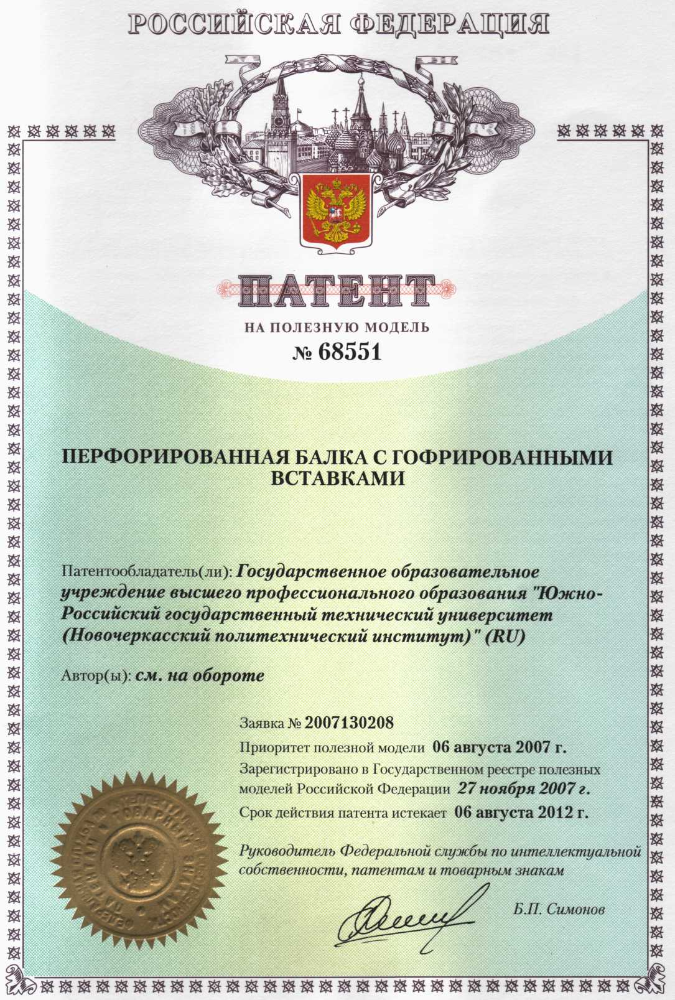 РОССИЙСКАЯ ФЕДЕРАЦИЯ
ПАТЕНТ
НА ПОЛЕЗНУЮ МОДЕЛЬ
№ 68551
ПЕРФОРИРОВАННАЯ БАЛКА С ГОФРИРОВАННЫМИ
ВСТАВКАМИ
Патентообладатель(ли): Государственное образовательное
учреждение высшего профессионального образования "Южно-
Российский государственный технический университет
(Новочеркасский политехнический институт)" (RU)
Автор(ы): см. на обороте
Заявка № 2007130208
Приоритет полезной модели 06 августа 2007 г.
Зарегистрировано в Государственном реестре полезных
моделей Российской Федерации 27 ноября 2007 г.
Срок действия патента истекает 06 августа 2012 г.
Руководитель Федеральной службы по интеллектуальной
собственности, патентам и товарным знакам
Б.П. Симонов